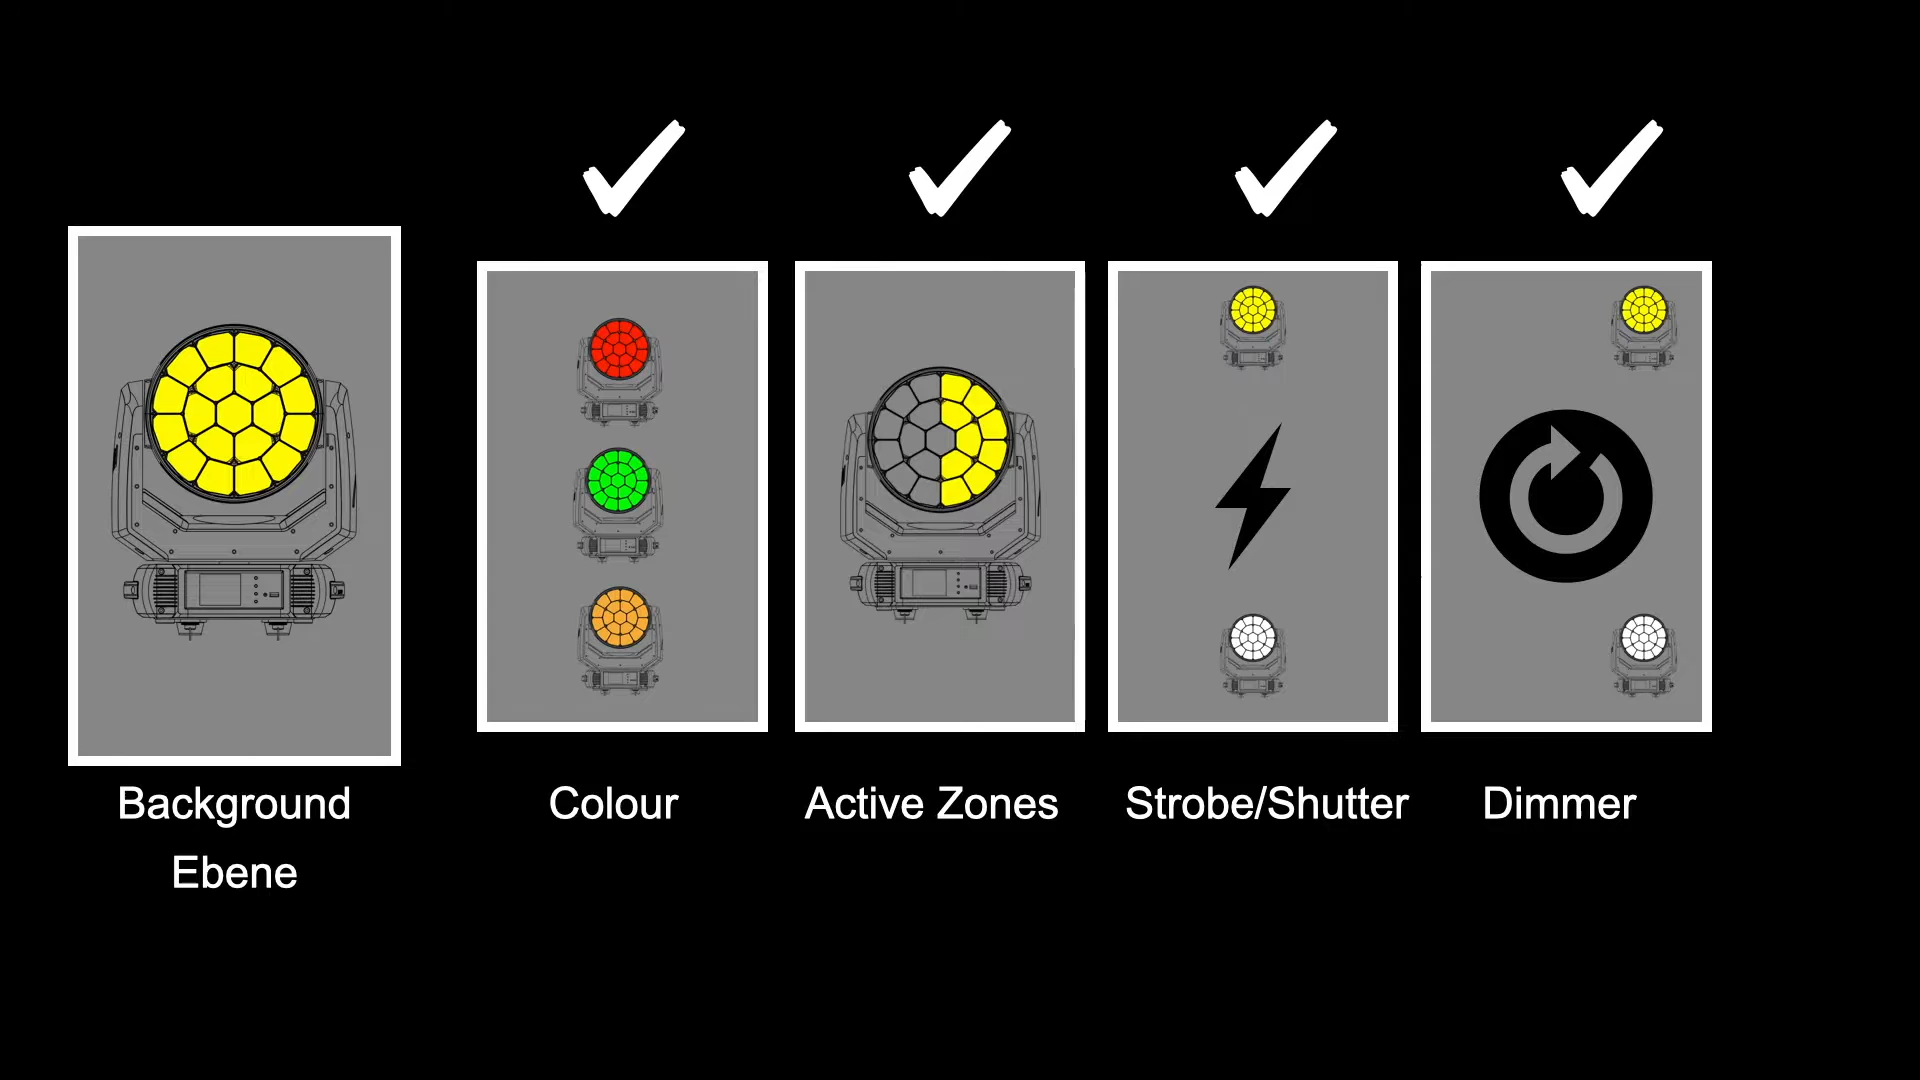 Background
Ebene
Colour
Active Zones
Strobe/Shutter
Dimmer